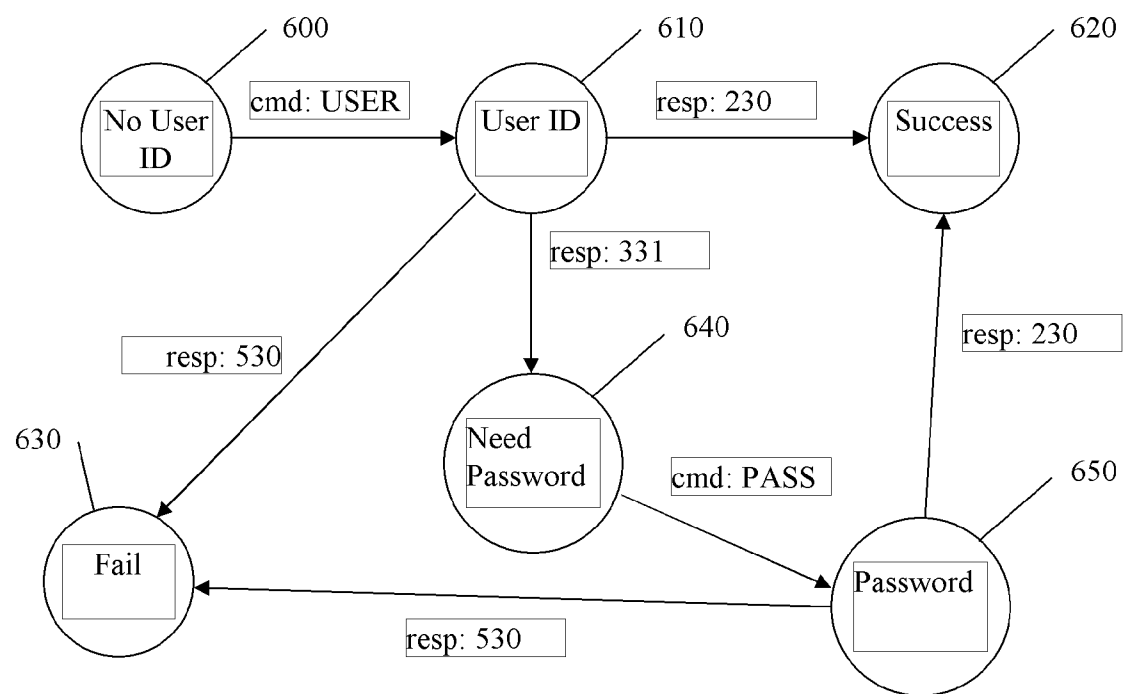 600
610
620
cmd: USER
resp: 230
No User
ID
User ID
Success
resp: 331
640
resp: 530
resp: 230
630
Need
Password
cmd: PASS
650
Fail
Password
resp: 530